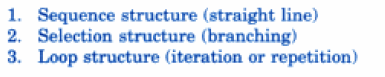 1. Sequence structure (straight line)
2. Selection structure (branching)
3. Loop structure (iteration or repetition)